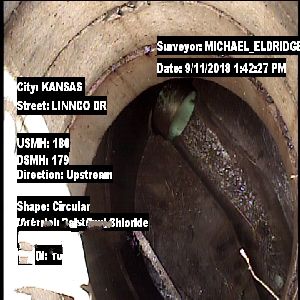 Surveyor: MICHAEL_ELDRIDGE
Date: 9/11/2018 1:42:27 PM
City: KANSAS
Street: LINNCO DR
USMH: 180
DSMH: 179
Direction: Upstream
Shape: Circular
Chloride